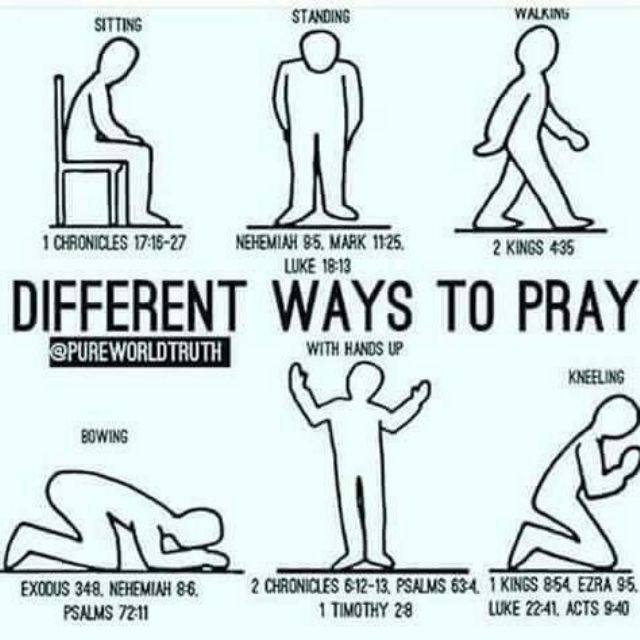 SITTING
STANDING
WALKING
1 CHRONICLES 17:16-27
NEHEMIAH 9:5, MARK 11:25,
LUKE 18:13
2 KINGS 4:35
DIFFERENT WAYS TO PRAY
@PUREWORLDTRUTH
WITH HANDS UP
KNEELING
BOWING
EXODUS 34:8, NEHEMIAH 8:6,
PSALMS 72:11
2 CHRONICLES 6:12-13, PSALMS 63:4,
1 TIMOTHY 2:8
1 KINGS 8:54, EZRA 9:5,
LUKE 22:41, ACTS 9:40